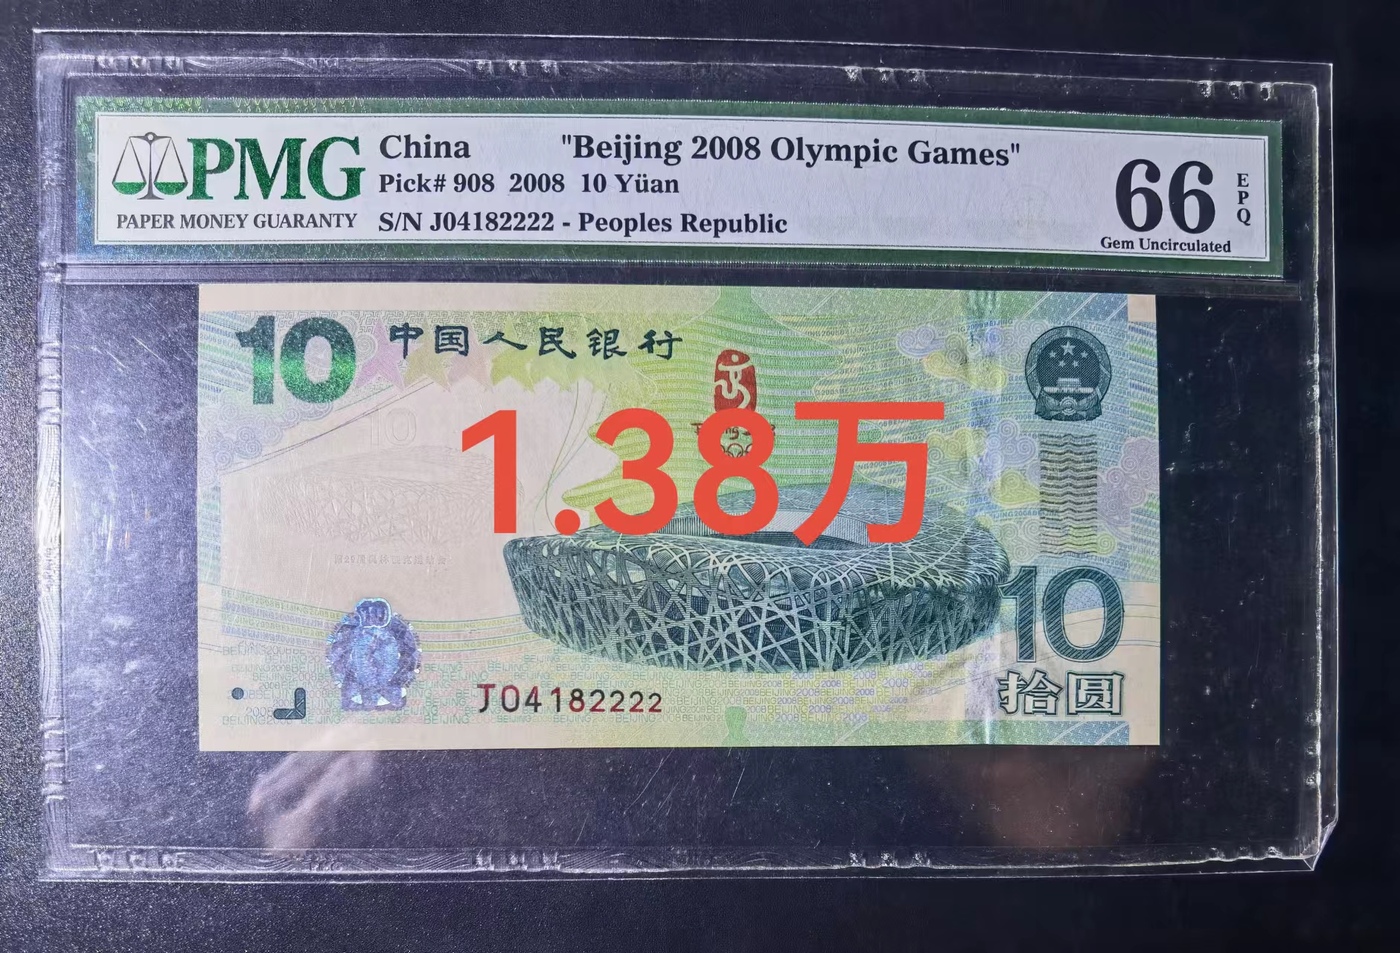 PMG
PAPER MONEY GUARANTY
China "Beijing 2008 Olympic Games"
Pick# 908 2008 10 Yüan
S/N J04182222 - Peoples Republic
66
EPQ
Gem Uncirculated
10 中国人民银行
10
1.38万
10
拾圆
J04182222